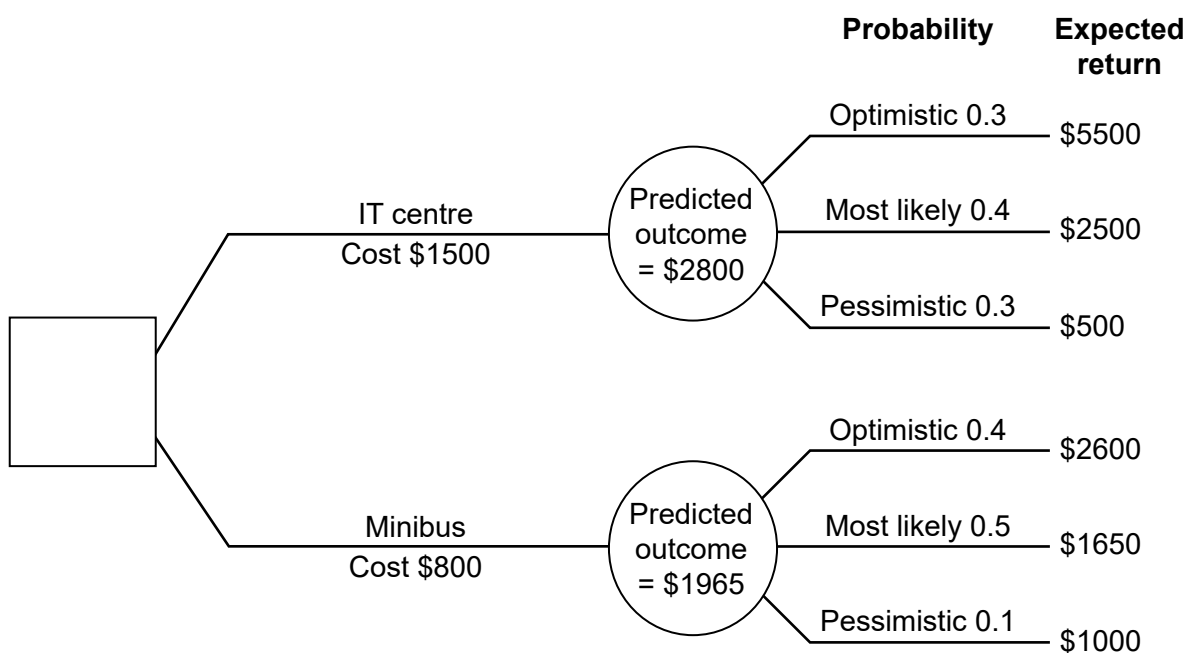 Probability
Expected
return
Optimistic 0.3
$5500
IT centre
Cost $1500
Predicted
outcome
= $2800
Most likely 0.4
$2500
Pessimistic 0.3
$500
Optimistic 0.4
$2600
Minibus
Cost $800
Predicted
outcome
= $1965
Most likely 0.5
$1650
Pessimistic 0.1
$1000